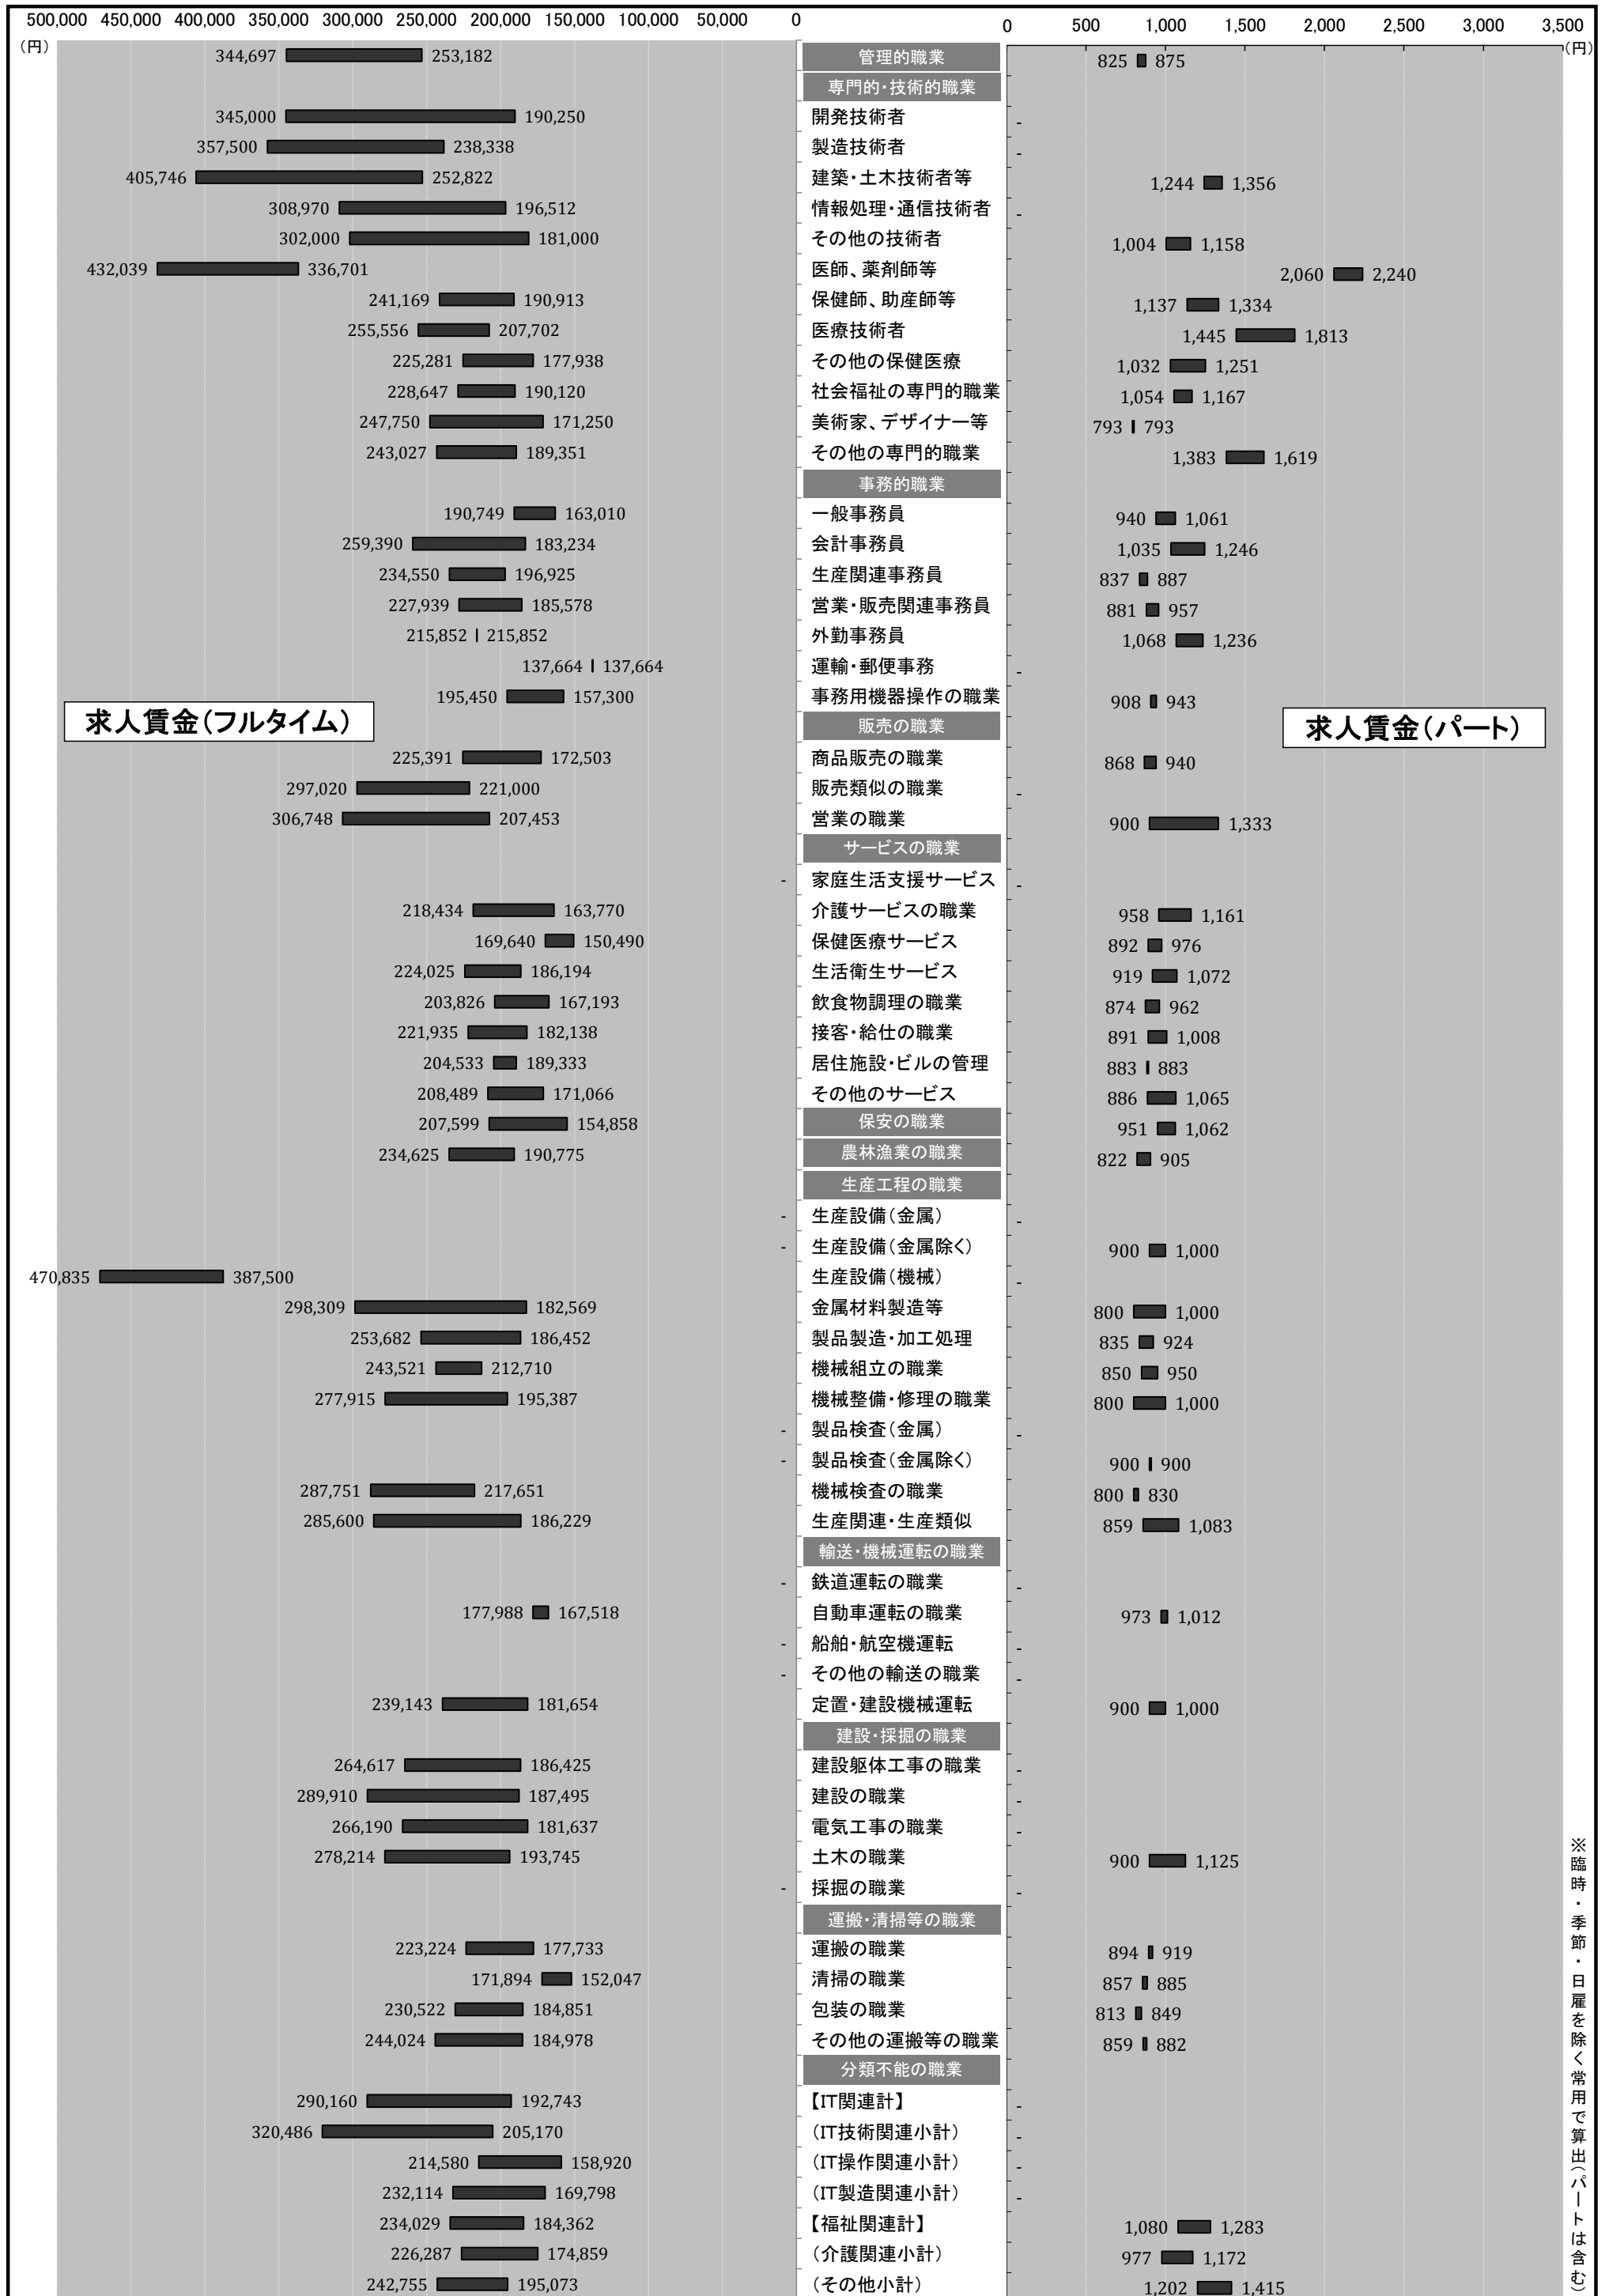 500,000 450,000 400,000 350,000 300,000 250,000 200,000 150,000 100,000 50,000 0 0 500 1,000 1,500 2,000 2,500 3,000 3,500
（円） （円）
344,697 253,182 管理的職業 825 875
専門的・技術的職業
345,000 190,250 開発技術者 -
357,500 238,338 製造技術者 -
405,746 252,822 建築・土木技術者等 1,244 1,356
308,970 196,512 情報処理・通信技術者 -
302,000 181,000 その他の技術者 1,004 1,158
432,039 336,701 医師、薬剤師等 2,060 2,240
241,169 190,913 保健師、助産師等 1,137 1,334
255,556 207,702 医療技術者 1,445 1,813
225,281 177,938 その他の保健医療 1,032 1,251
228,647 190,120 社会福祉の専門的職業 1,054 1,167
247,750 171,250 美術家、デザイナー等 793 793
243,027 189,351 その他の専門的職業 1,383 1,619
事務的職業
190,749 163,010 一般事務員 940 1,061
259,390 183,234 会計事務員 1,035 1,246
234,550 196,925 生産関連事務員 837 887
227,939 185,578 営業・販売関連事務員 881 957
215,852 215,852 外勤事務員 1,068 1,236
137,664 137,664 運輸・郵便事務 -
195,450 157,300 事務用機器操作の職業 908 943
求人賃金（フルタイム） 販売の職業 求人賃金（パート）
225,391 172,503 商品販売の職業 868 940
297,020 221,000 販売類似の職業 -
306,748 207,453 営業の職業 900 1,333
サービスの職業
- 家庭生活支援サービス -
218,434 163,770 介護サービスの職業 958 1,161
169,640 150,490 保健医療サービス 892 976
224,025 186,194 生活衛生サービス 919 1,072
203,826 167,193 飲食物調理の職業 874 962
221,935 182,138 接客・給仕の職業 891 1,008
204,533 189,333 居住施設・ビルの管理 883 883
208,489 171,066 その他のサービス 886 1,065
207,599 154,858 保安の職業 951 1,062
234,625 190,775 農林漁業の職業 822 905
生産工程の職業
- 生産設備（金属） -
- 生産設備（金属除く） 900 1,000
470,835 387,500 生産設備（機械） -
298,309 182,569 金属材料製造等 800 1,000
253,682 186,452 製品製造・加工処理 835 924
243,521 212,710 機械組立の職業 850 950
277,915 195,387 機械整備・修理の職業 800 1,000
- 製品検査（金属） -
- 製品検査（金属除く） 900 900
287,751 217,651 機械検査の職業 800 830
285,600 186,229 生産関連・生産類似 859 1,083
輸送・機械運転の職業
- 鉄道運転の職業 -
177,988 167,518 自動車運転の職業 973 1,012
- 船舶・航空機運転 -
- その他の輸送の職業 -
239,143 181,654 定置・建設機械運転 900 1,000
建設・採掘の職業
264,617 186,425 建設躯体工事の職業 -
289,910 187,495 建設の職業 -
266,190 181,637 電気工事の職業 -
278,214 193,745 土木の職業 900 1,125
- 採掘の職業 -
運搬・清掃等の職業
223,224 177,733 運搬の職業 894 919
171,894 152,047 清掃の職業 857 885
230,522 184,851 包装の職業 813 849
244,024 184,978 その他の運搬等の職業 859 882
分類不能の職業
290,160 192,743 【IT関連計】 -
320,486 205,170 （IT技術関連小計） -
214,580 158,920 （IT操作関連小計） -
232,114 169,798 （IT製造関連小計） -
234,029 184,362 【福祉関連計】 1,080 1,283
226,287 174,859 （介護関連小計） 977 1,172
242,755 195,073 （その他小計） 1,202 1,415
※臨時・季節・日雇を除く常用で算出（パートは含む）